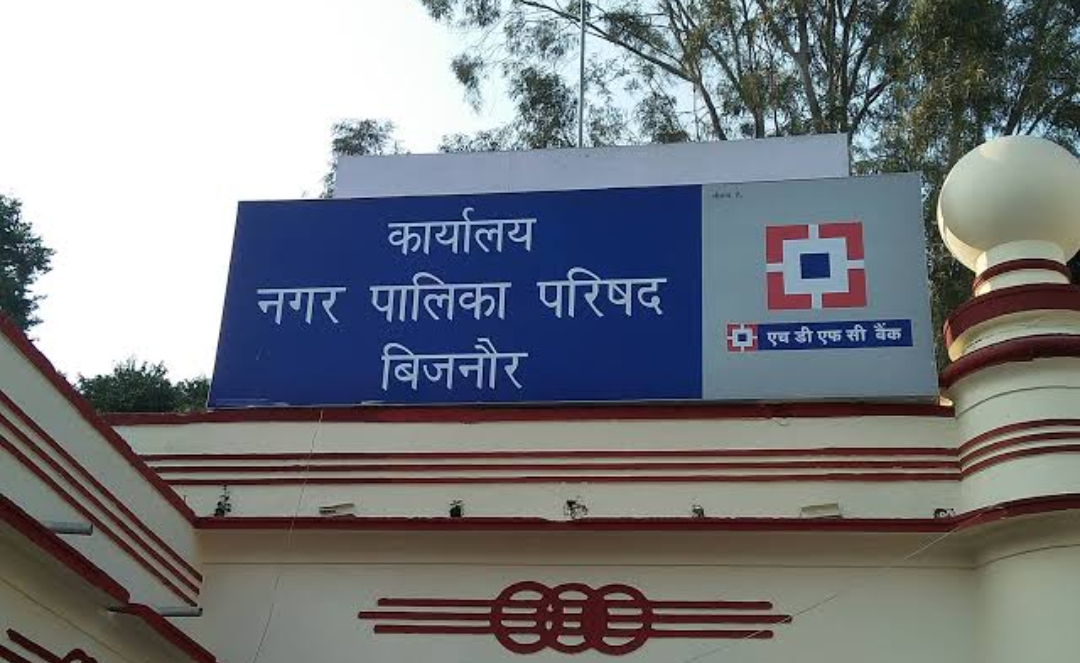 कार्यालय
नगर पालिका परिषद
बिजनौर
एच डी एफ सी बैंक